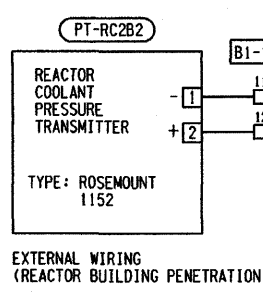 PT-RC2B2
B1-
REACTOR
COOLANT
PRESSURE
TRANSMITTER
- 1
+ 2
TYPE: ROSEMOUNT
1152
EXTERNAL WIRING
(REACTOR BUILDING PENETRATION